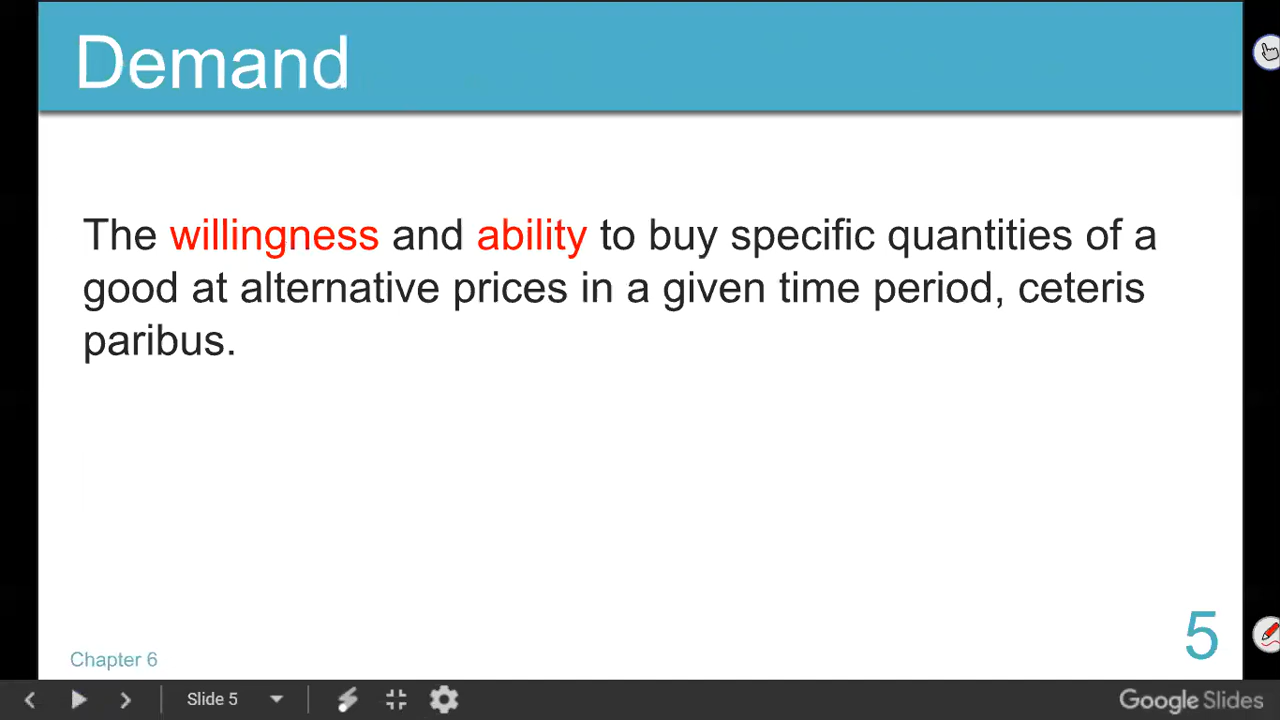 Demand
The willingness and ability to buy specific quantities of a
good at alternative prices in a given time period, ceteris
paribus.
5
Chapter 6
Slide 5
Google Slides